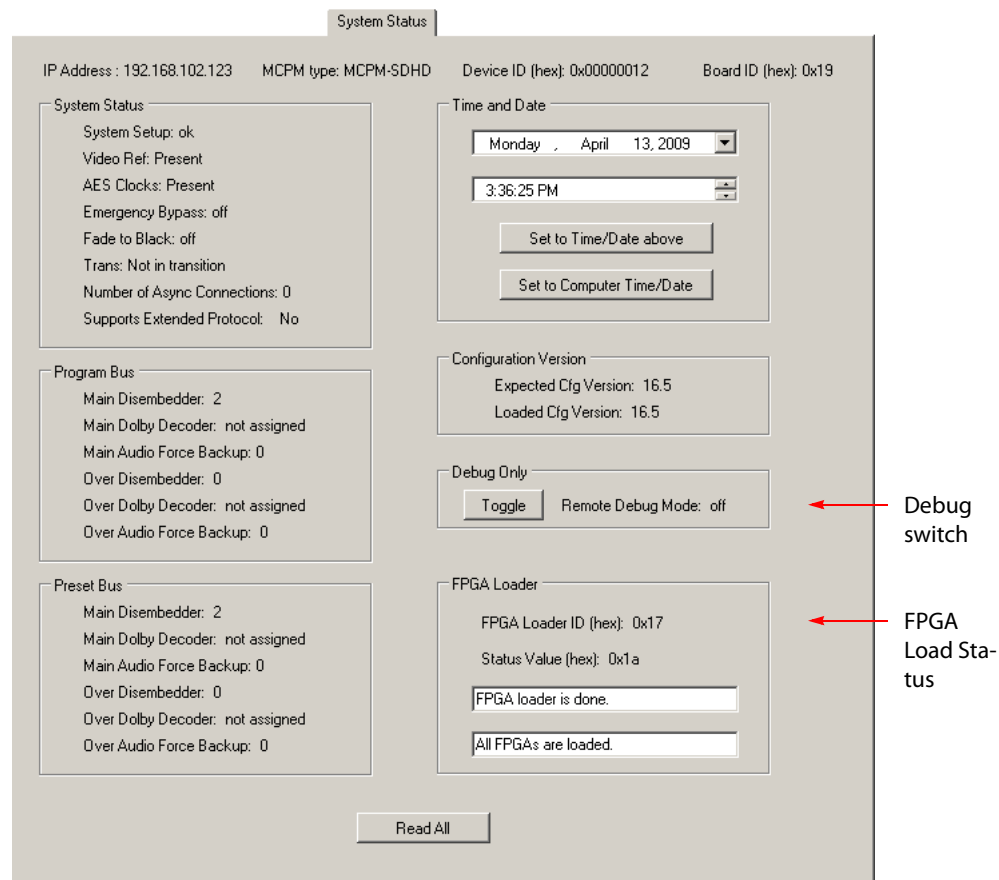 System Status
IP Address : 192.168.102.123 MCPM type: MCPM-SDHD Device ID (hex): 0x00000012 Board ID (hex): 0x19
System Status
System Setup: ok
Video Ref: Present
AES Clocks: Present
Emergency Bypass: off
Fade to Black: off
Trans: Not in transition
Number of Async Connections: 0
Supports Extended Protocol: No
Program Bus
Main Disembedder: 2
Main Dolby Decoder: not assigned
Main Audio Force Backup: 0
Over Disembedder: 0
Over Dolby Decoder: not assigned
Over Audio Force Backup: 0
Preset Bus
Main Disembedder: 2
Main Dolby Decoder: not assigned
Main Audio Force Backup: 0
Over Disembedder: 0
Over Dolby Decoder: not assigned
Over Audio Force Backup: 0
Time and Date
Monday , April 13, 2009
3:36:25 PM
Set to Time/Date above
Set to Computer Time/Date
Configuration Version
Expected Cfg Version: 16.5
Loaded Cfg Version: 16.5
Debug Only
Toggle Remote Debug Mode: off
FPGA Loader
FPGA Loader ID (hex): 0x17
Status Value (hex): 0x1a
FPGA loader is done.
All FPGAs are loaded.
Read All
Debug
switch
FPGA
Load Sta-
tus